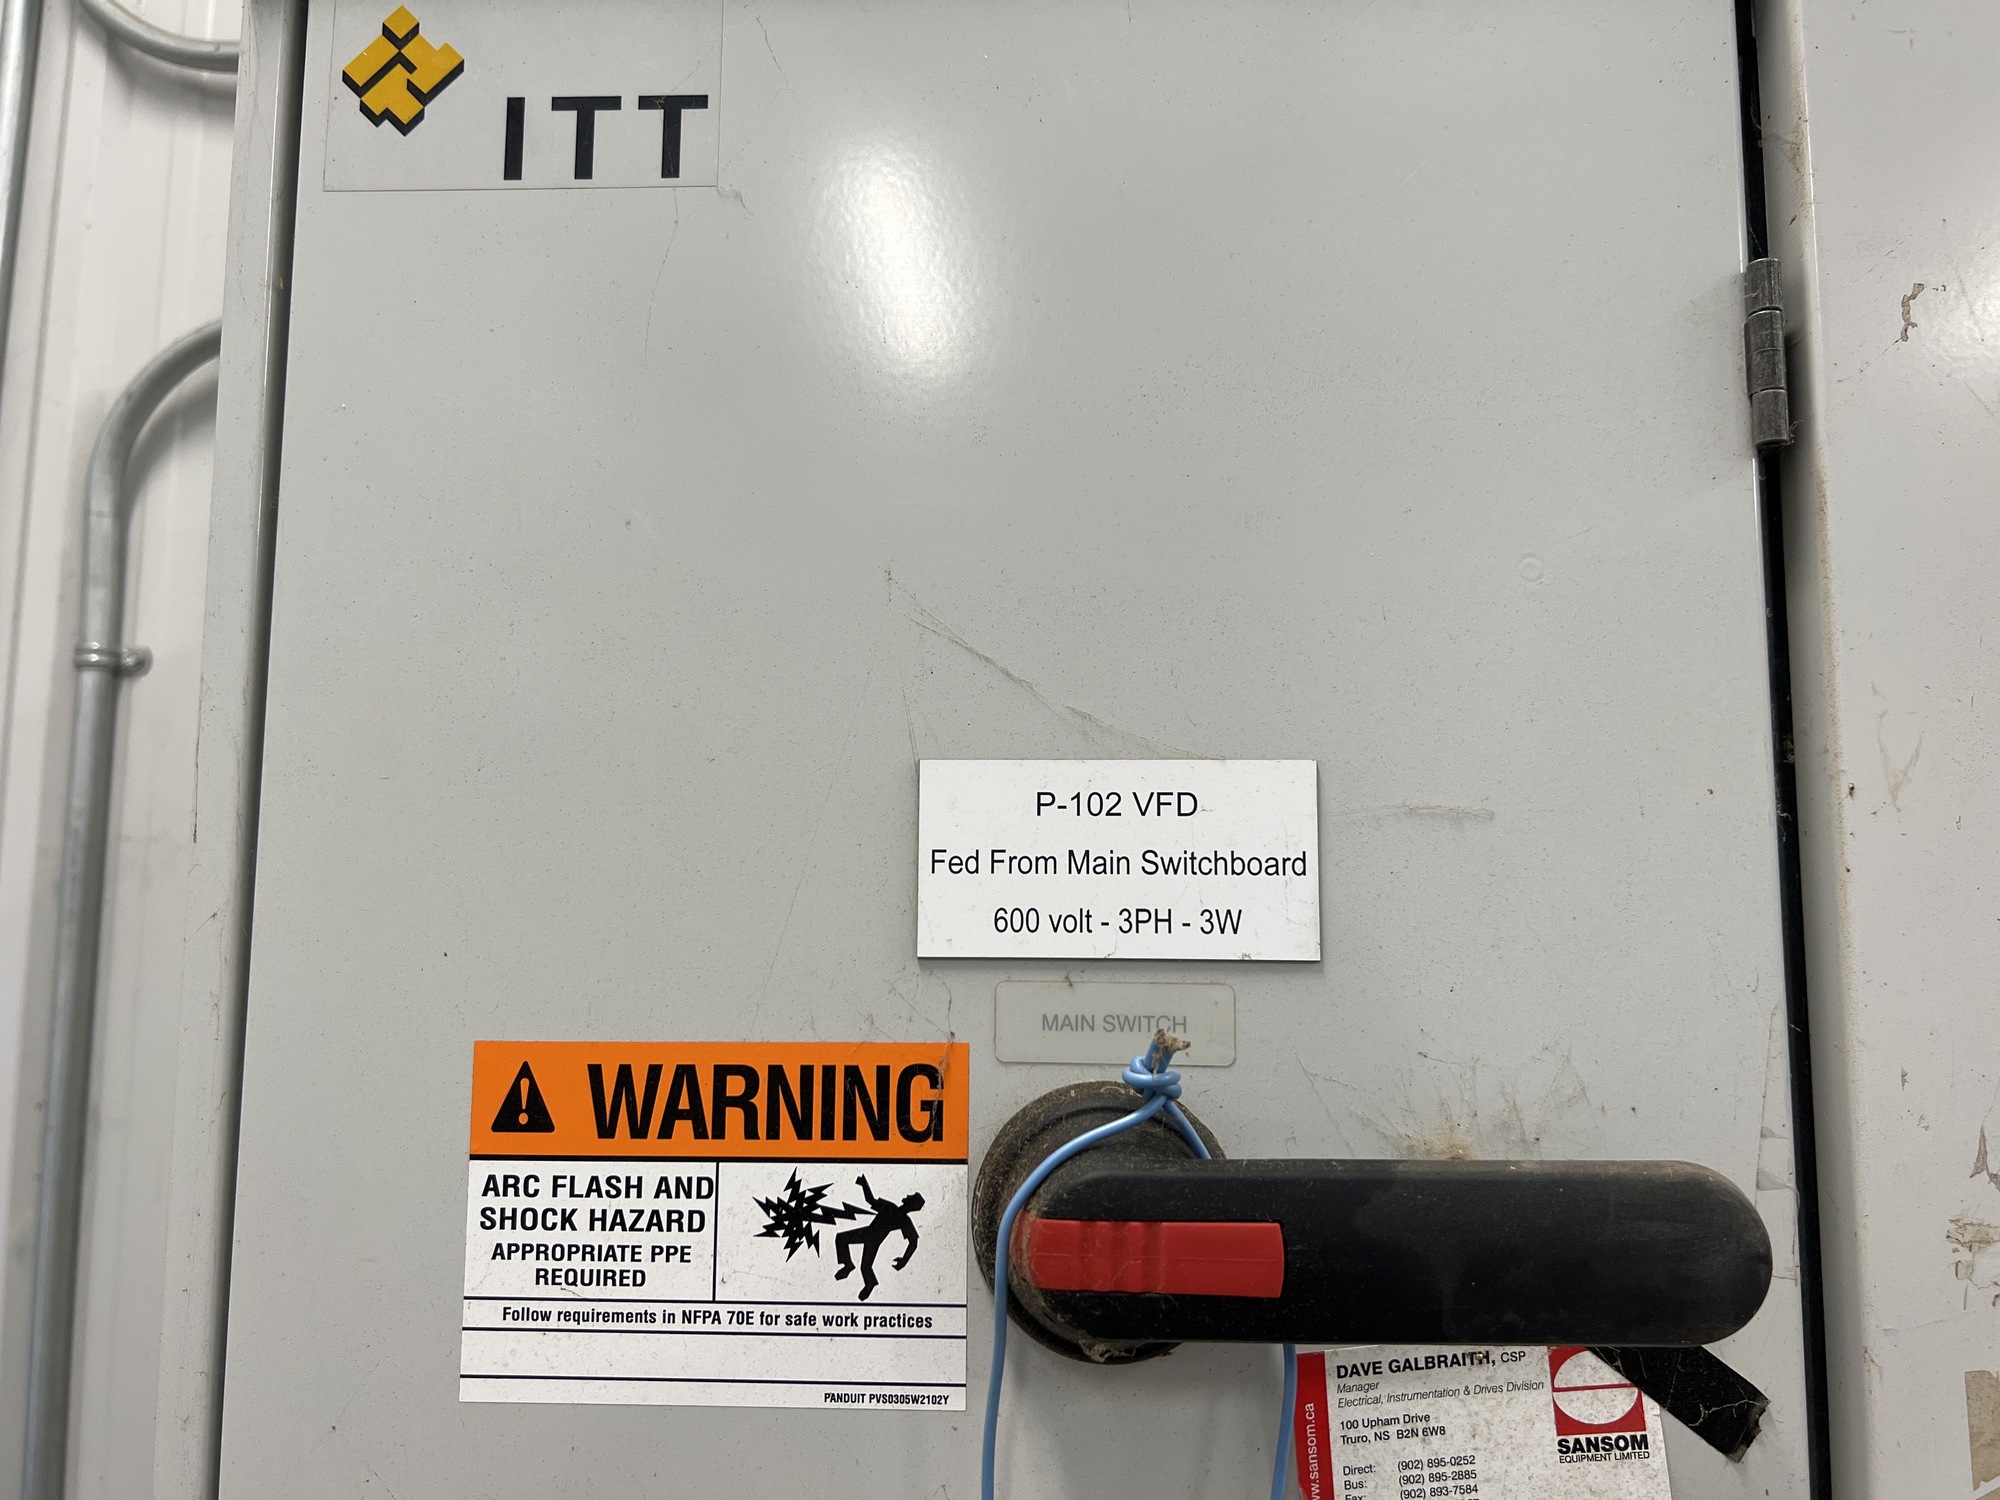 ITT
P-102 VFD
Fed From Main Switchboard
600 volt - 3PH - 3W
MAIN SWITCH
WARNING
ARC FLASH AND
SHOCK HAZARD
APPROPRIATE PPE
REQUIRED
Follow requirements in NFPA 70E for safe work practices
PANDUIT PVS0305W2102Y
DAVE GALBRAITH, CSP
Manager
Electrical, Instrumentation & Drives Division
100 Upham Drive
Truro, NS B2N 6W8
Direct: (902) 895-0252
Bus: (902) 895-2885
Fax: (902) 893-7584
SANSOM
EQUIPMENT LIMITED
w.sansom.ca